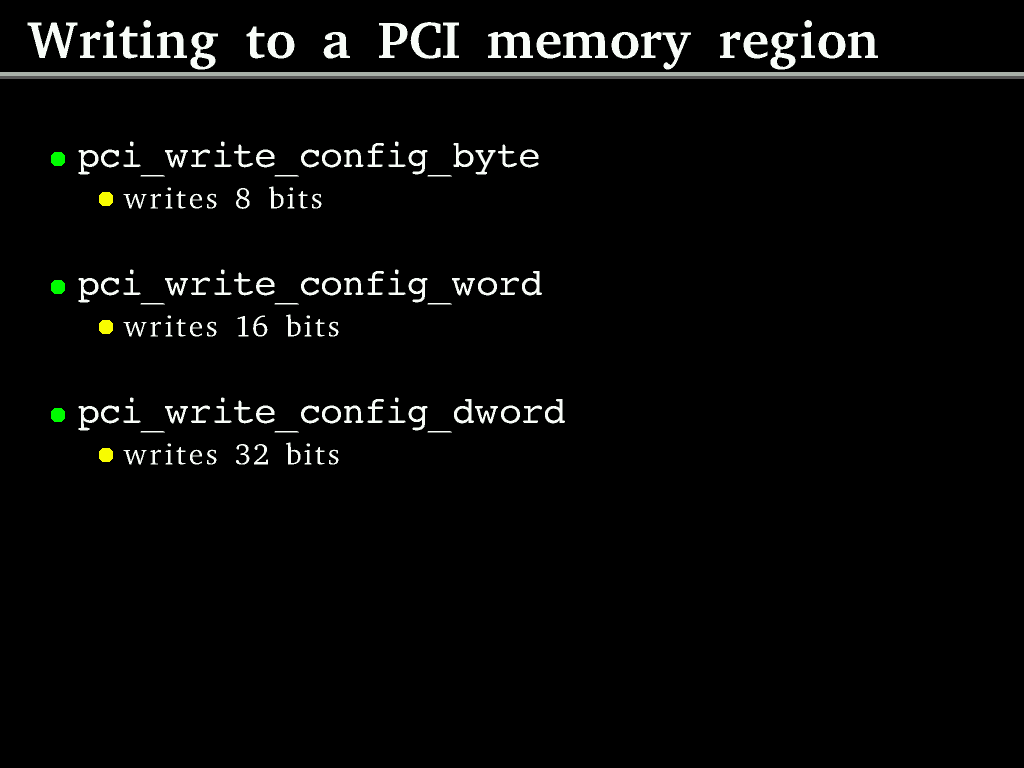 Writing to a PCI memory region
pci_write_config_byte
writes 8 bits
pci_write_config_word
writes 16 bits
pci_write_config_dword
writes 32 bits